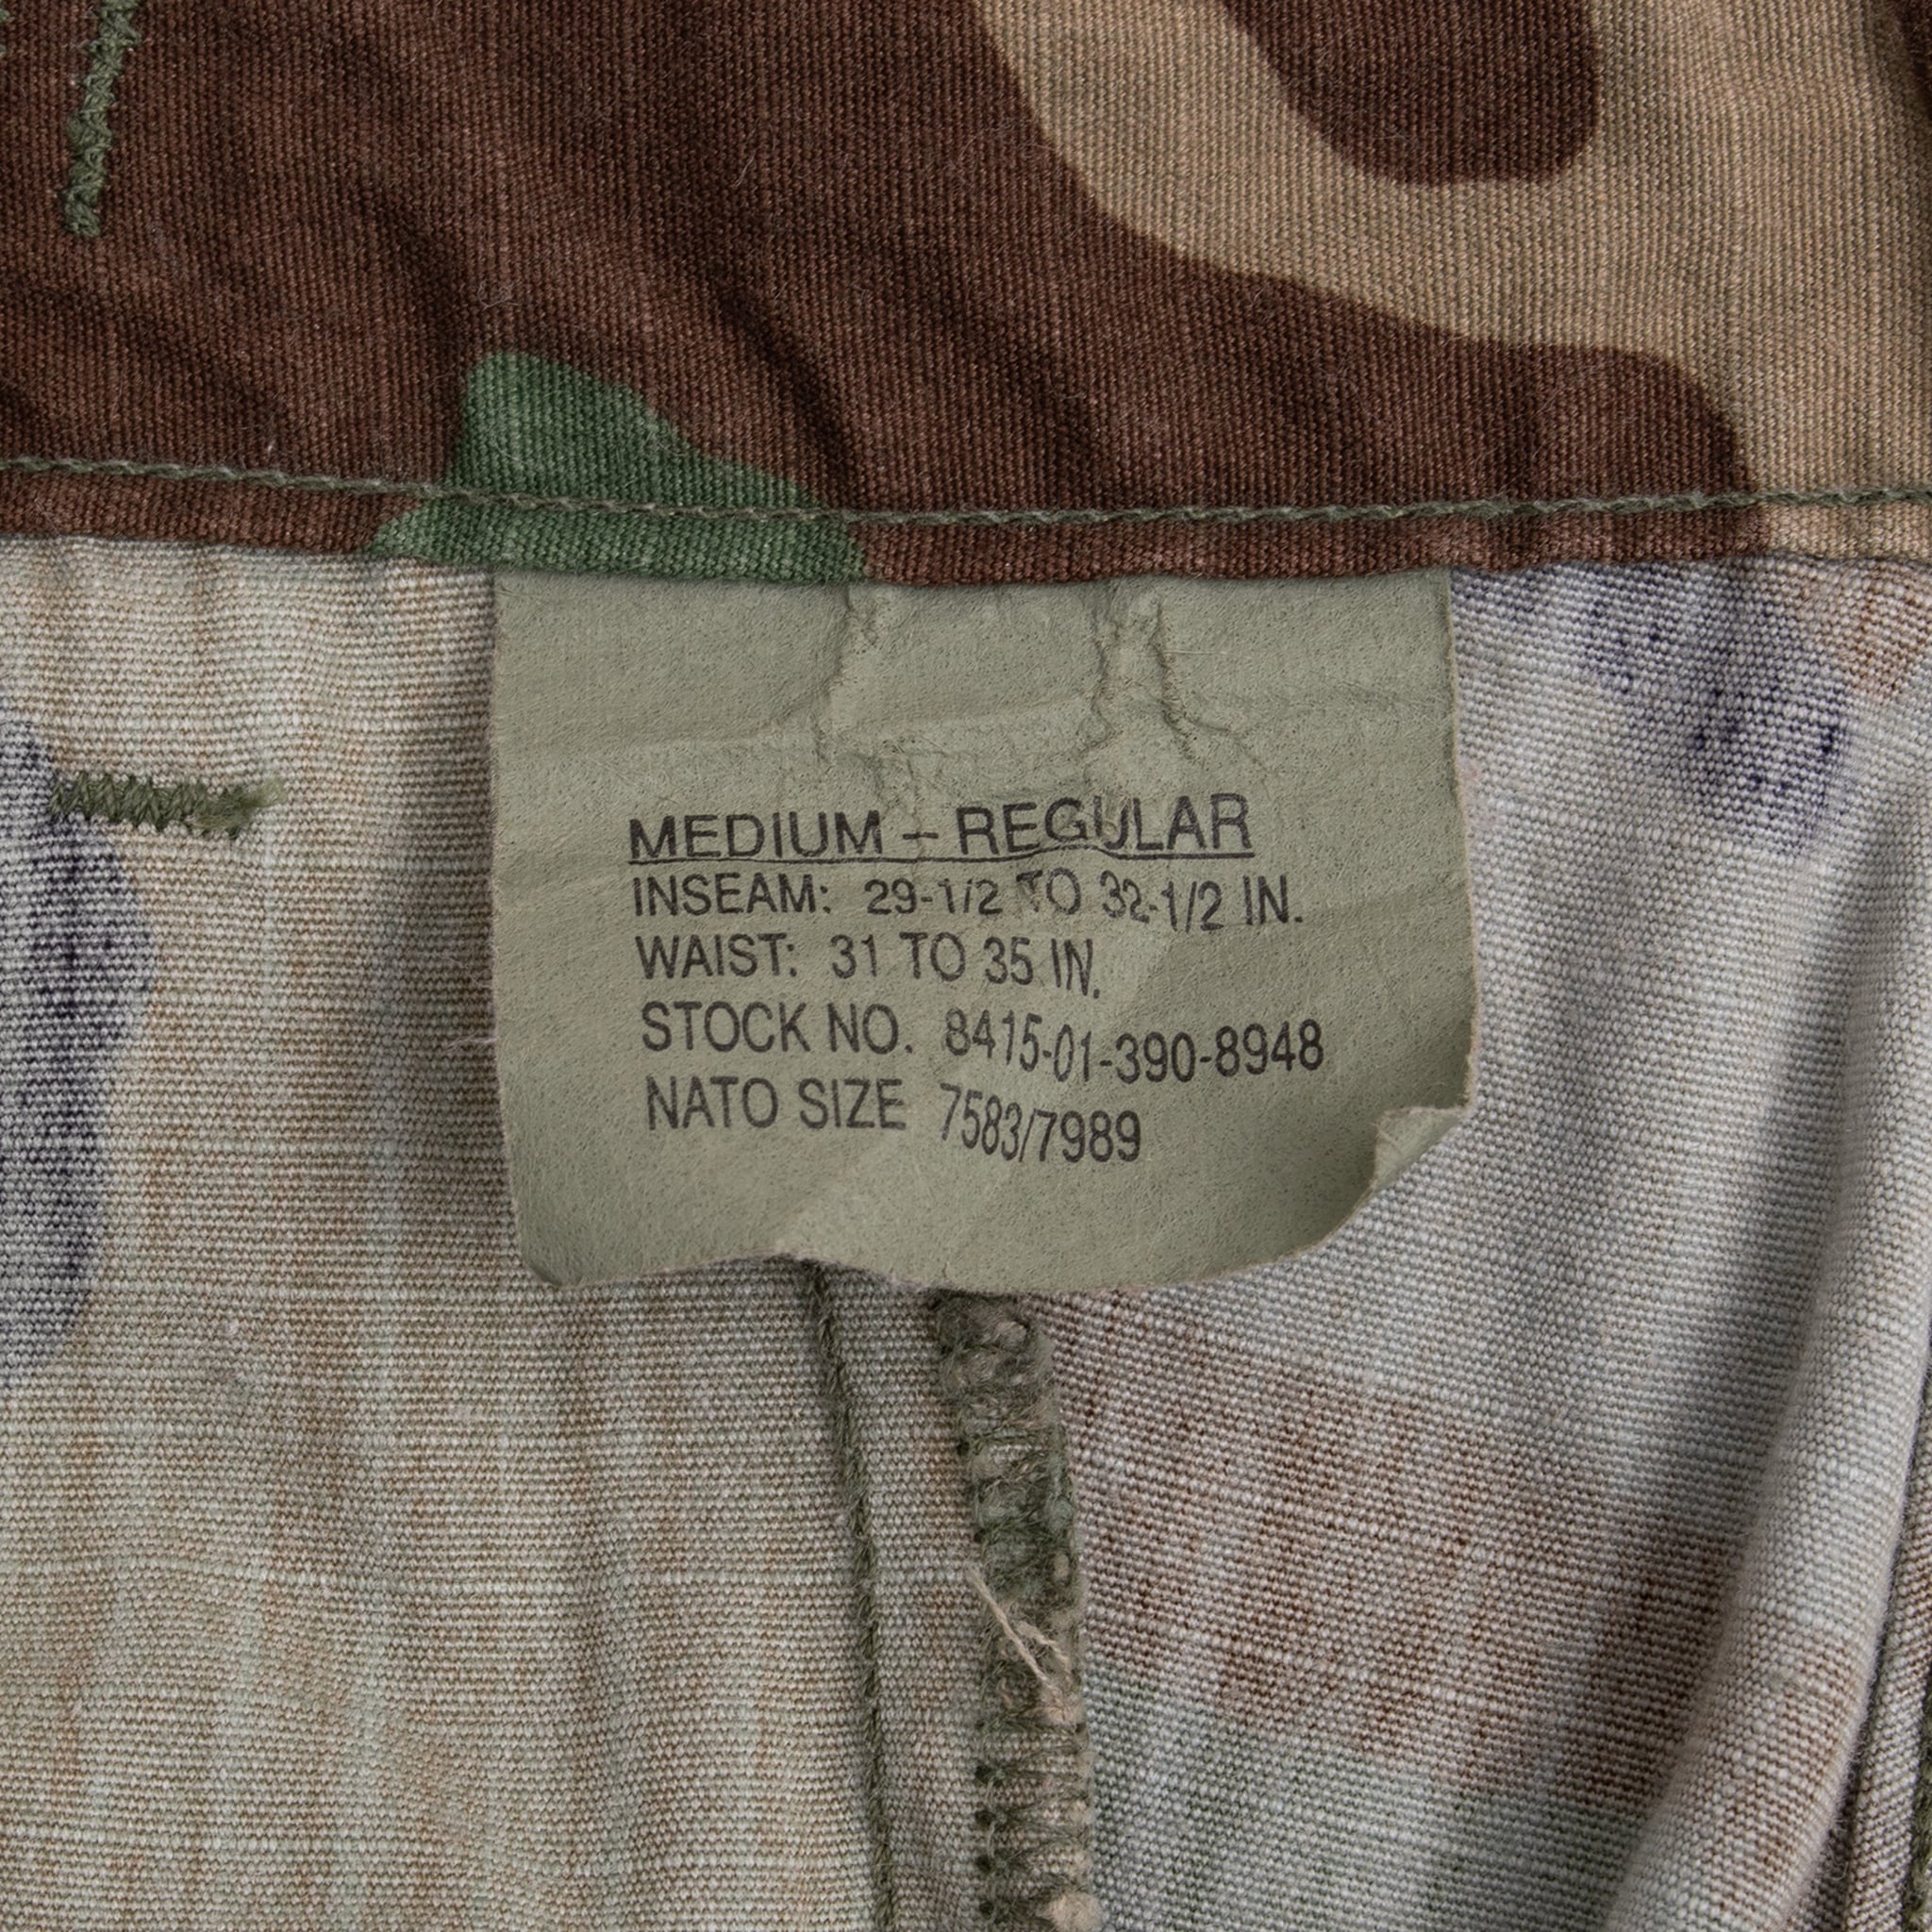 MEDIUM – REGULAR
INSEAM: 29-1/2 TO 32-1/2 IN.
WAIST: 31 TO 35 IN.
STOCK NO. 8415-01-390-8948
NATO SIZE 7583/7989